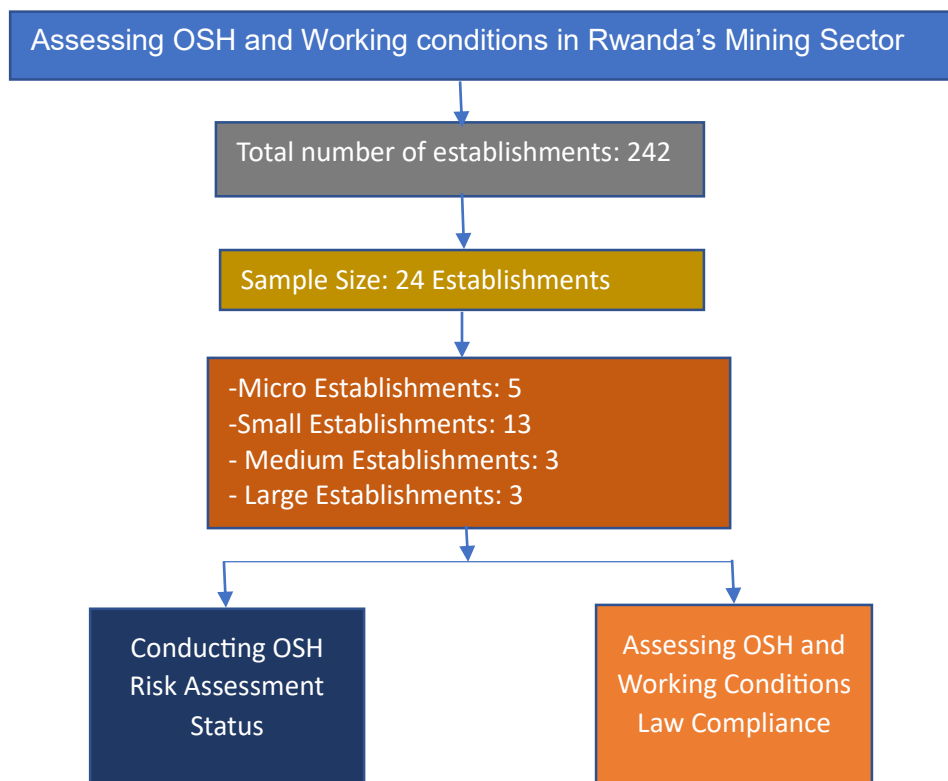 Assessing OSH and Working conditions in Rwanda's Mining Sector
Total number of establishments: 242
Sample Size: 24 Establishments
-Micro Establishments: 5
-Small Establishments: 13
- Medium Establishments: 3
- Large Establishments: 3
Conducting OSH
Risk Assessment
Status
Assessing OSH and
Working Conditions
Law Compliance